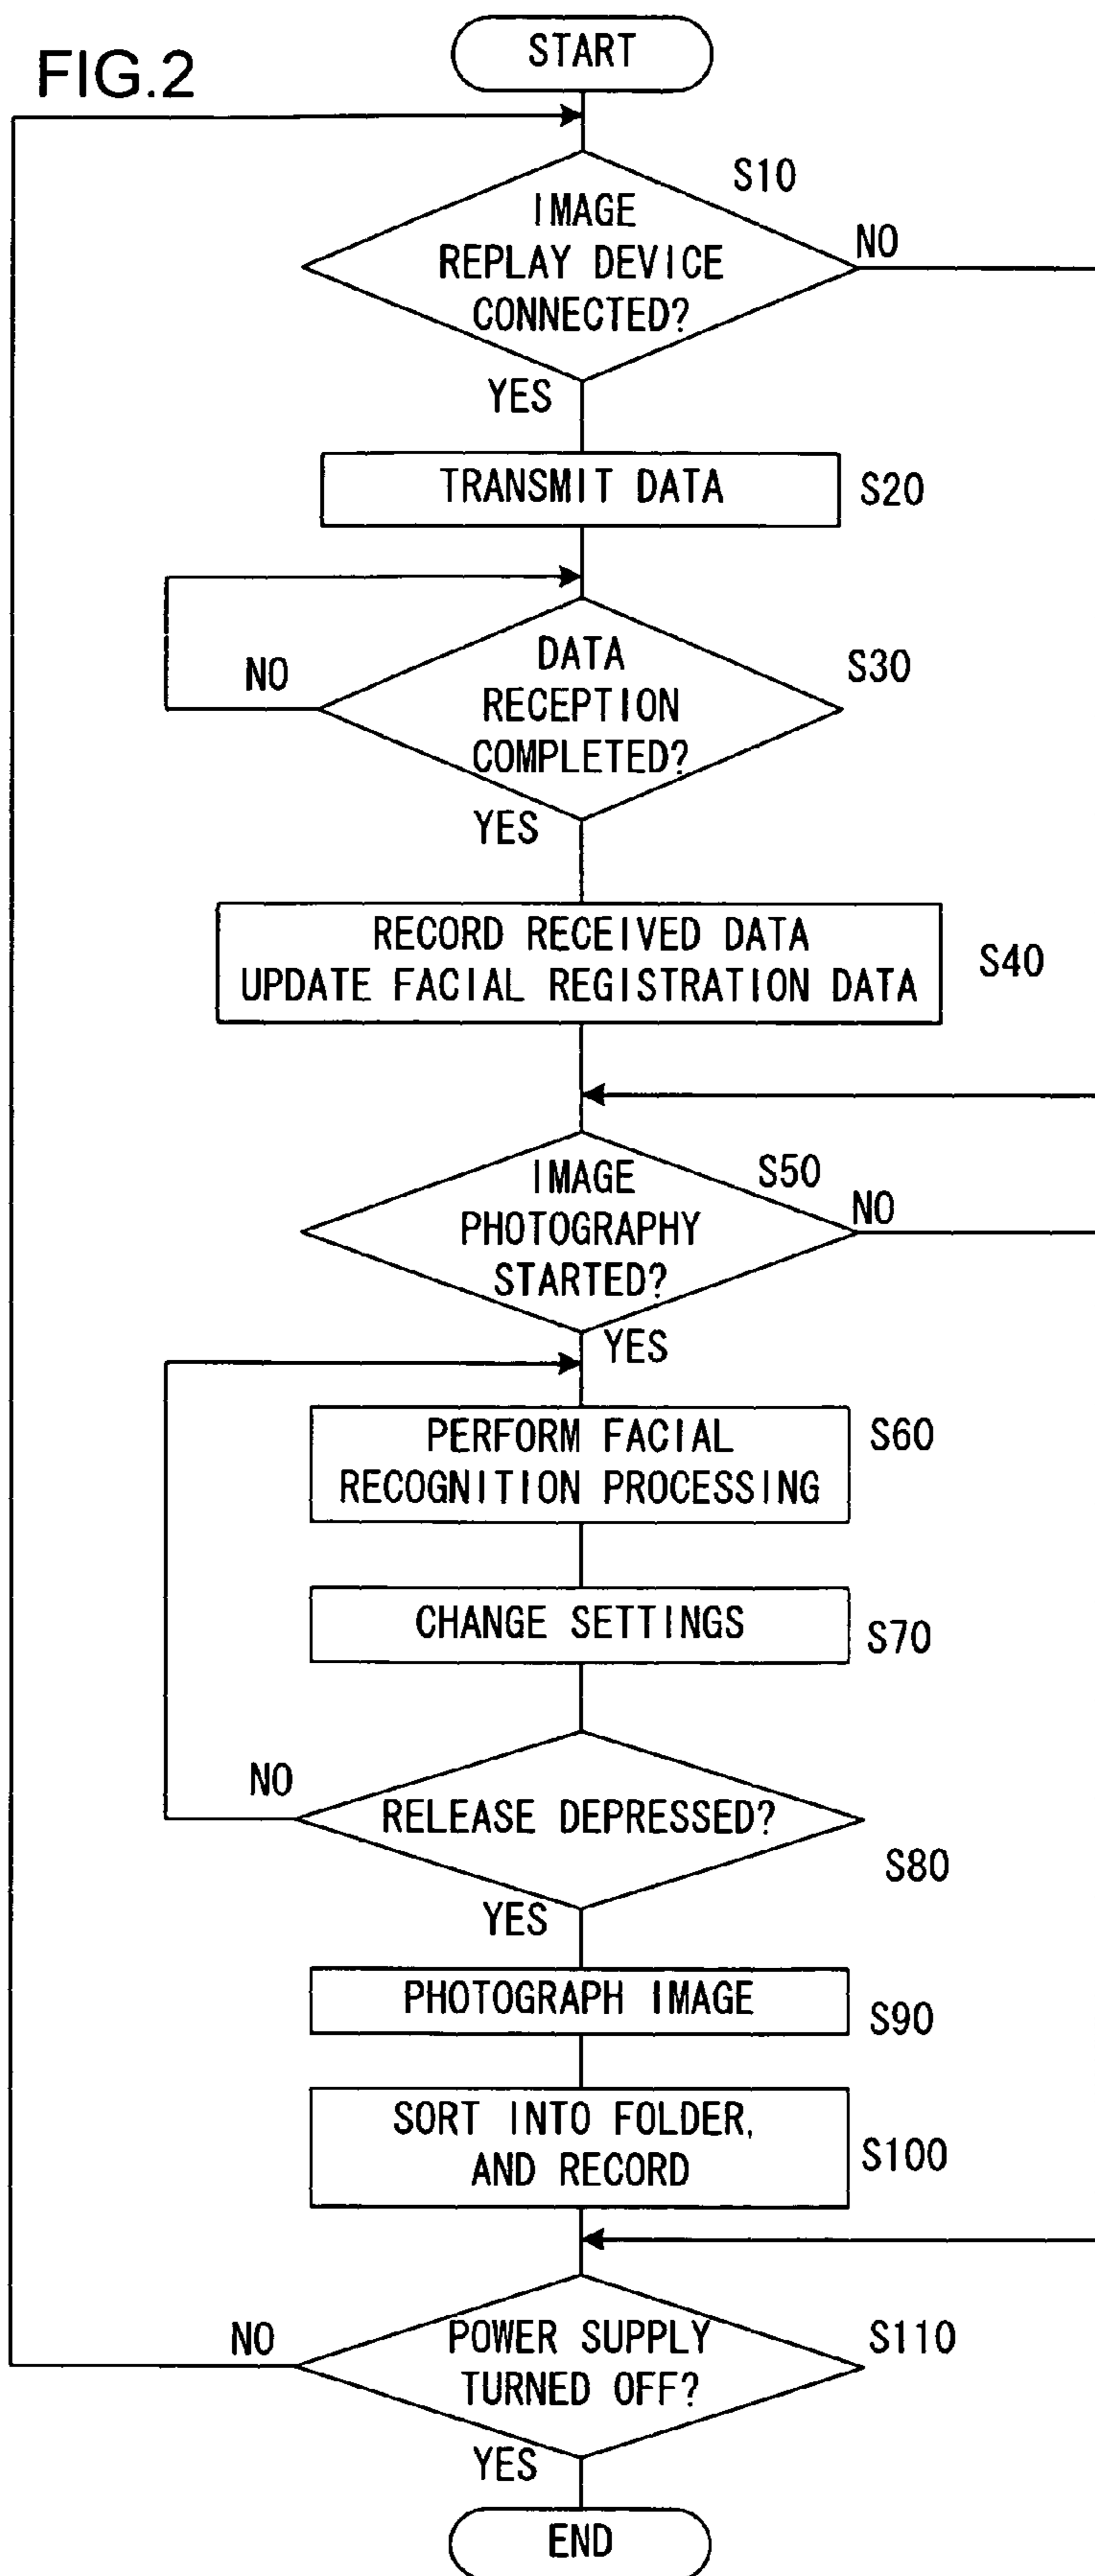 FIG.2
START
S10
IMAGE
REPLAY DEVICE
CONNECTED?
NO
YES
TRANSMIT DATA
S20
DATA
RECEPTION
COMPLETED?
S30
NO
YES
RECORD RECEIVED DATA
UPDATE FACIAL REGISTRATION DATA
S40
IMAGE
PHOTOGRAPHY
STARTED?
S50
NO
YES
PERFORM FACIAL
RECOGNITION PROCESSING
S60
CHANGE SETTINGS
S70
NO
RELEASE DEPRESSED?
S80
YES
PHOTOGRAPH IMAGE
S90
SORT INTO FOLDER,
AND RECORD
S100
NO
POWER SUPPLY
TURNED OFF?
S110
YES
END